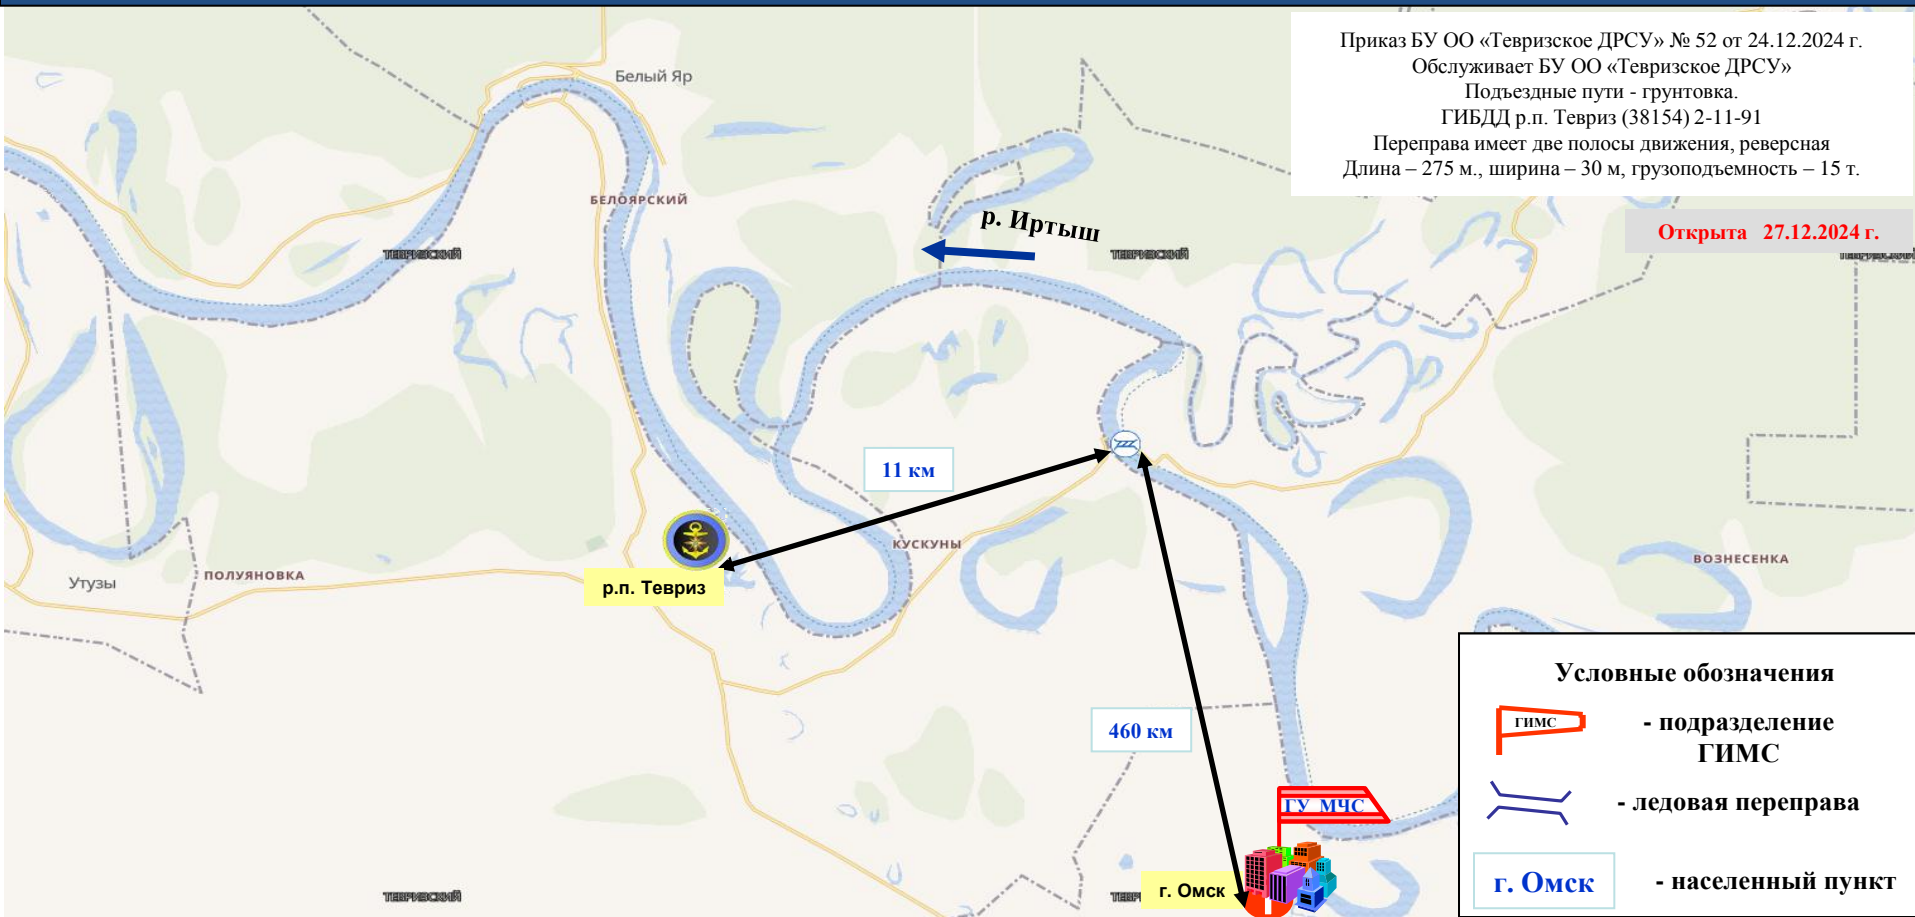 Приказ БУ ОО «Тевризское ДРСУ» № 52 от 24.12.2024 г.
Обслуживает БУ ОО «Тевризское ДРСУ»
Подъездные пути - грунтовка.
ГИБДД р.п. Тевриз (38154) 2-11-91
Переправа имеет две полосы движения, реверсная
Длина – 275 м., ширина – 30 м, грузоподъемность – 15 т.
Открыта 27.12.2024 г.
Белый Яр
БЕЛОЯРСКИЙ
р. Иртыш
ТЕВРИЗСКИЙ
ТЕВРИЗСКИЙ
11 км
КУСКУНЫ
ВОЗНЕСЕНКА
Утузы
ПОЛУЯНОВКА
р.п. Тевриз
460 км
ГУ МЧС
г. Омск
ТЕВРИЗСКИЙ
Условные обозначения
ГИМС
- подразделение
ГИМС
- ледовая переправа
г. Омск
- населенный пункт